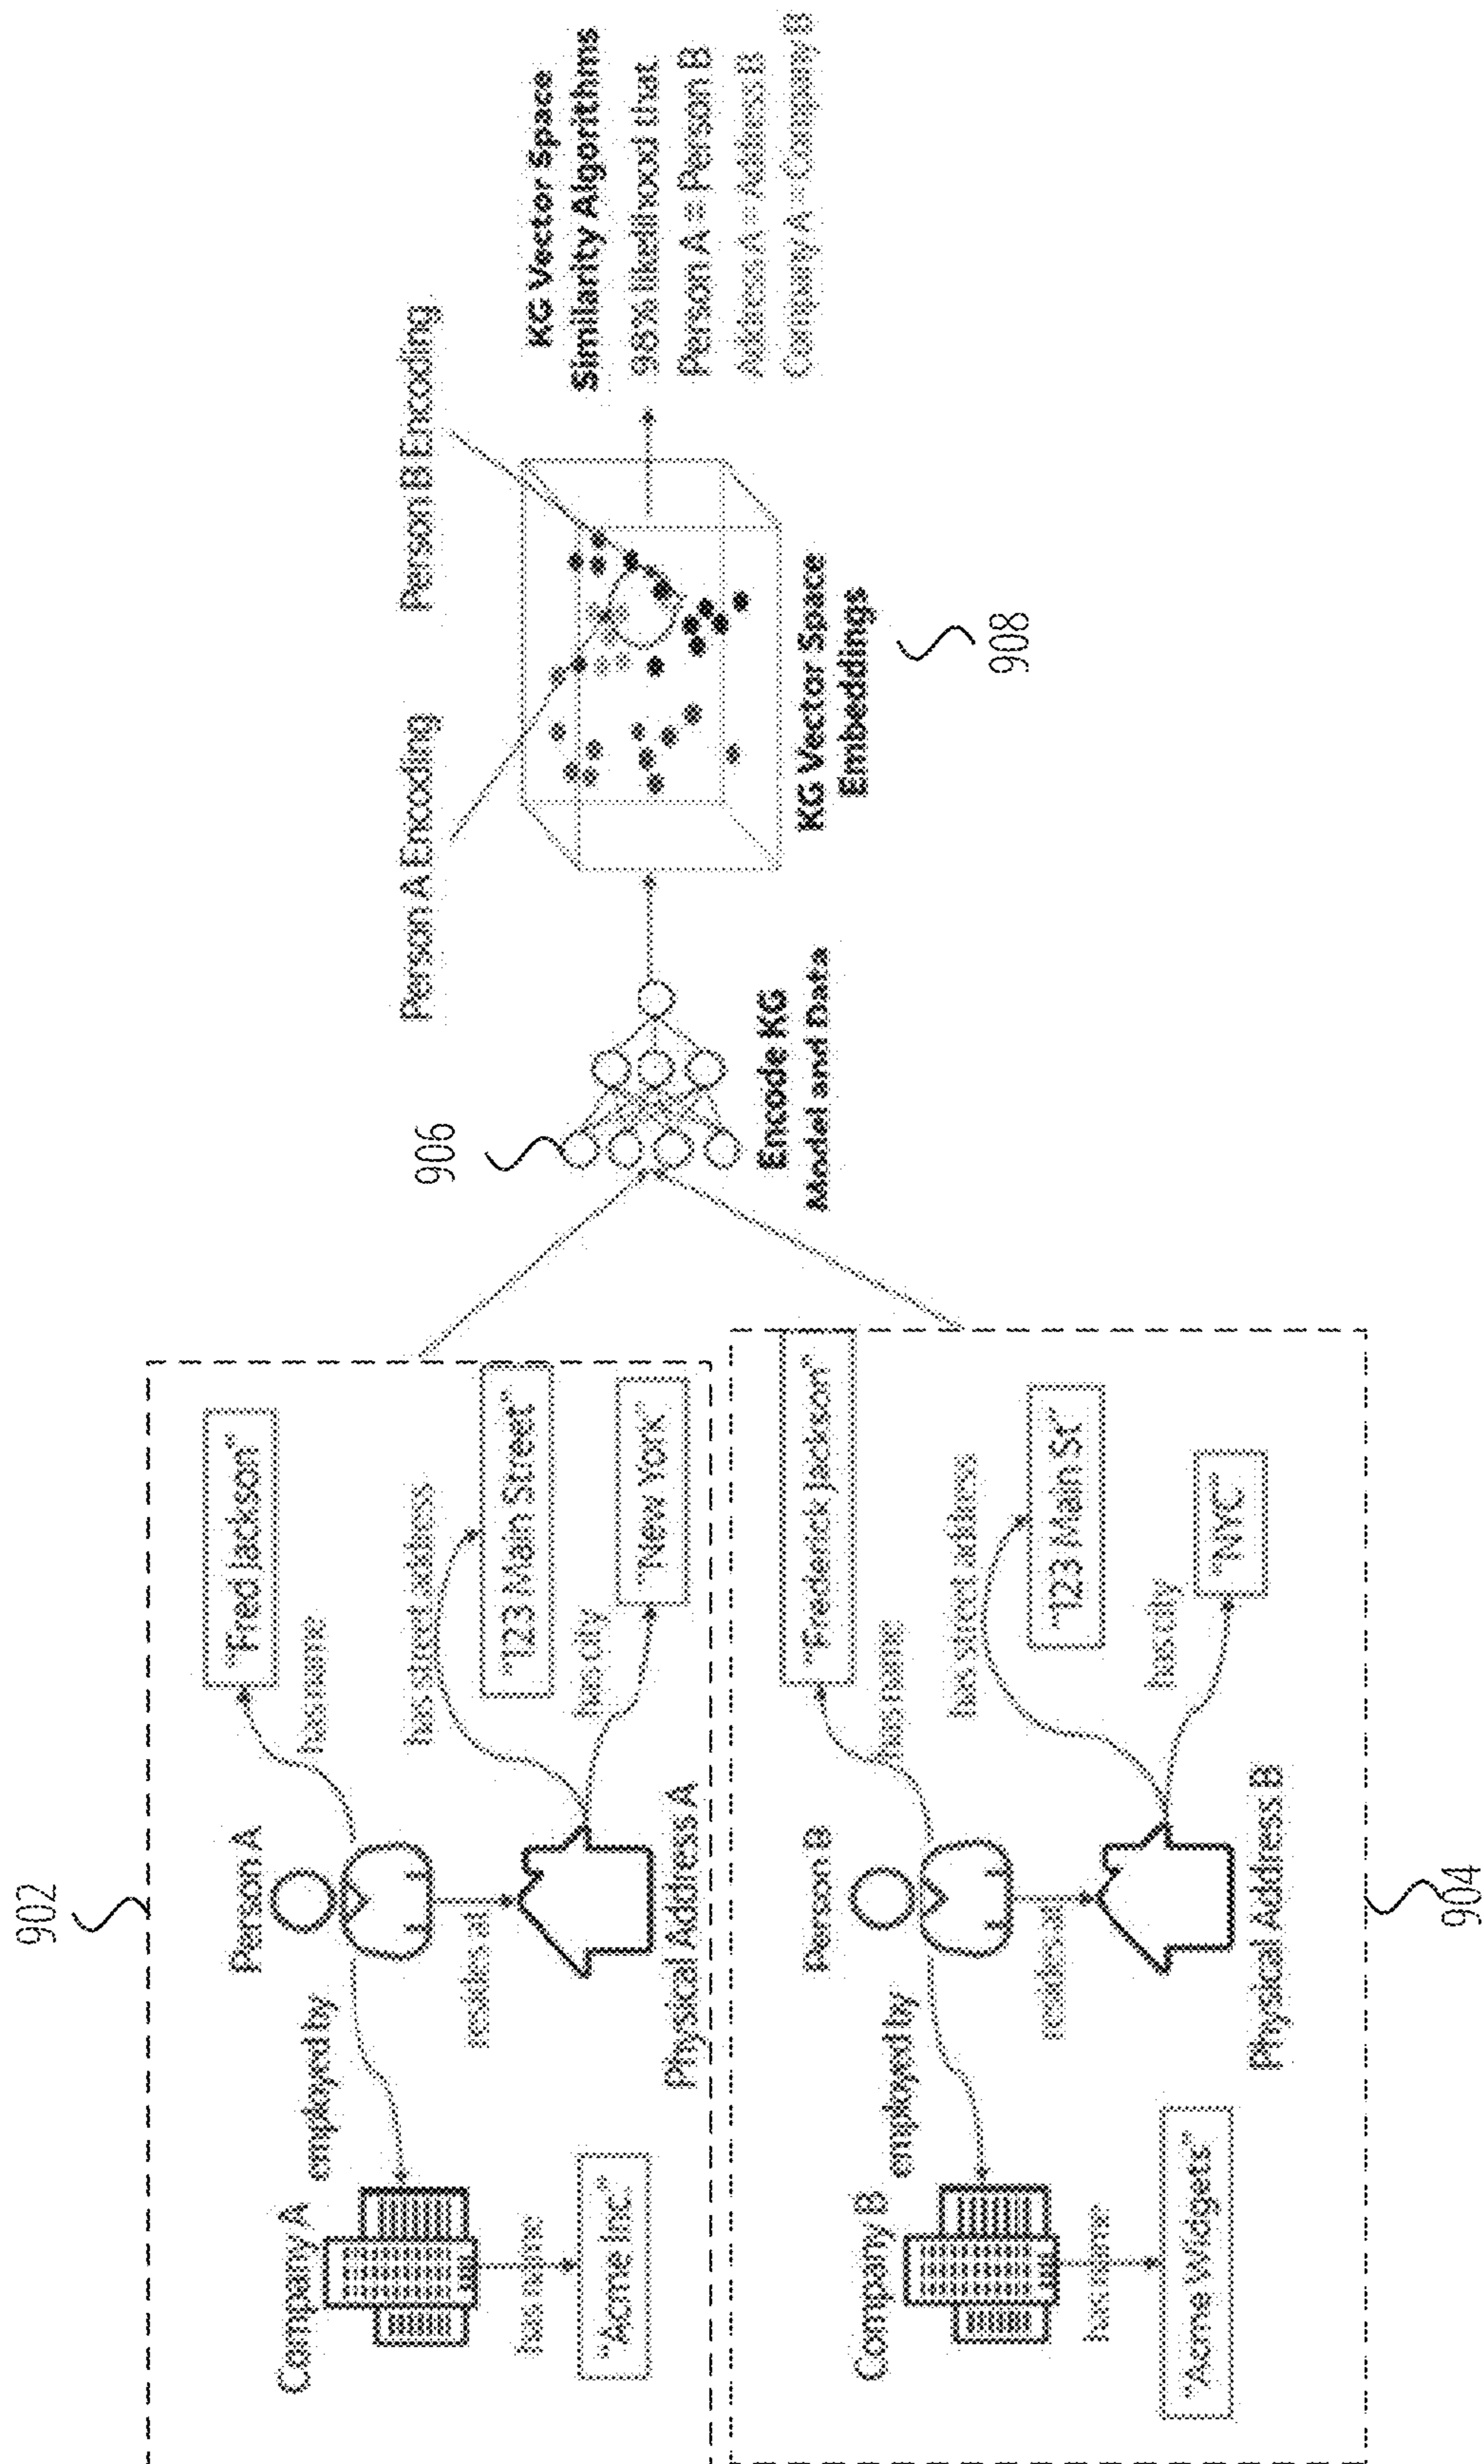 902
Company A
employed by
Person A
has name
"Fred Jackson"
has name
"Acme Inc"
resides at
has street address
"123 Main Street"
has city
"New York"
Physical Address A
Company B
employed by
Person B
has name
"Frederick Jackson"
has name
"Acme Widgets"
resides at
has street address
"123 Main St"
has city
"NYC"
Physical Address B
904
906
Encode KG
Model and Data
Person A Encoding
Person B Encoding
KG Vector Space
Embeddings
908
KG Vector Space
Similarity Algorithms
likelihood that
Person A = Person B
Address A = Address B
Company A = Company B